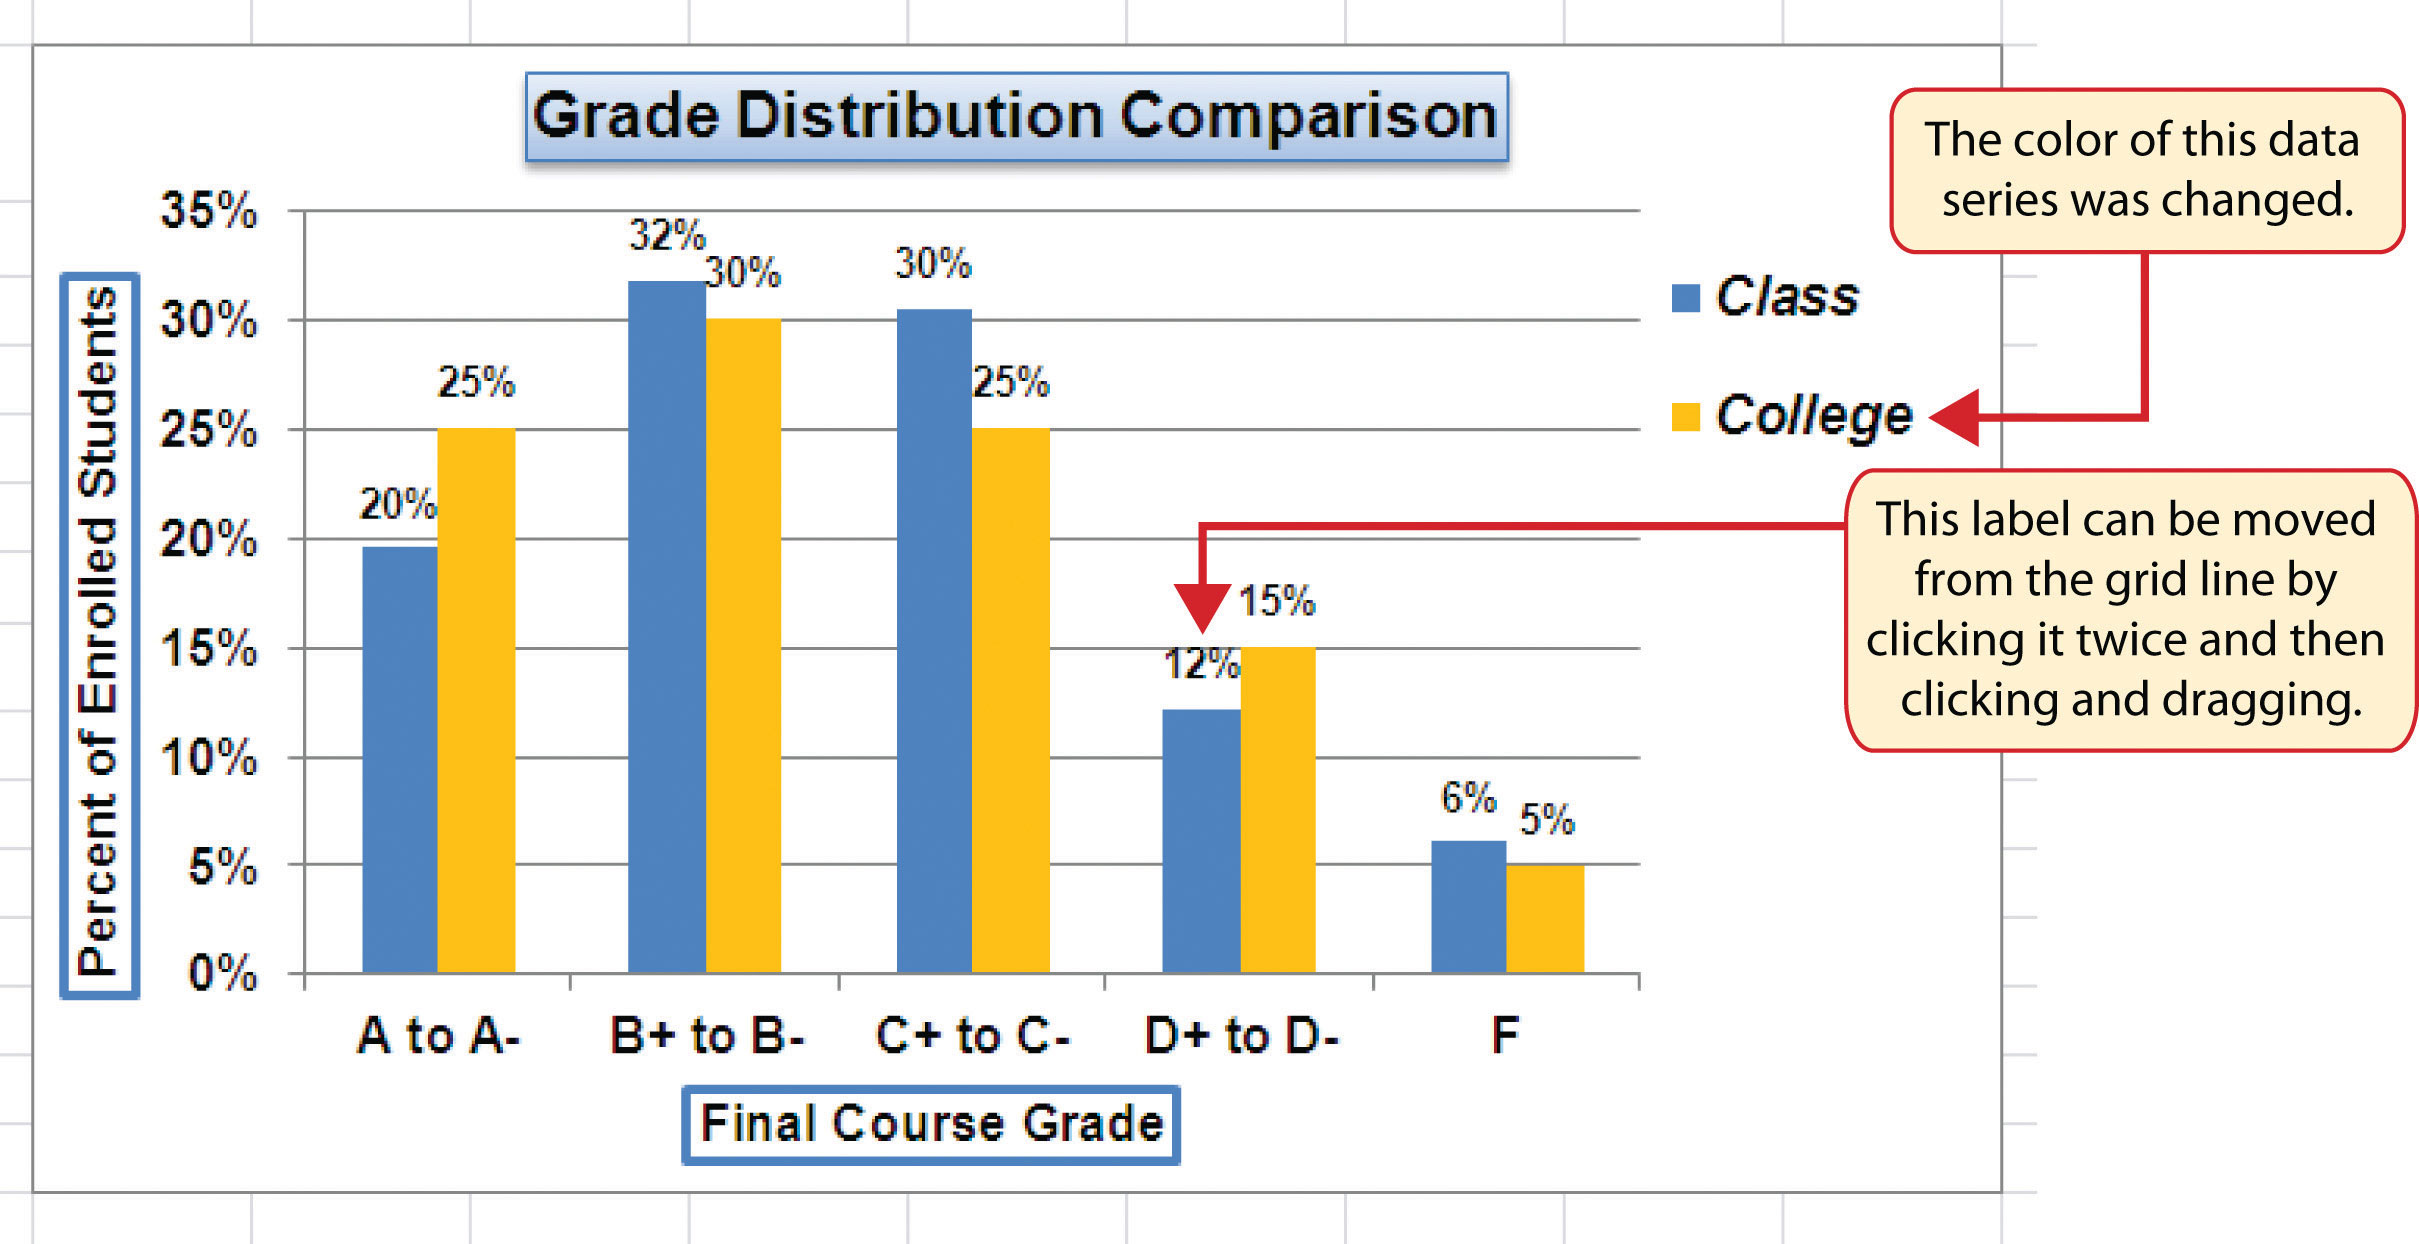 Grade Distribution Comparison
The color of this data
series was changed.
Percent of Enrolled Students
35%
30%
25%
20%
15%
10%
5%
0%
20%
25%
32%
30%
30%
25%
12%
15%
6%
5%
Class
College
This label can be moved
from the grid line by
clicking it twice and then
clicking and dragging.
A to A-
B+ to B-
C+ to C-
D+ to D-
F
Final Course Grade